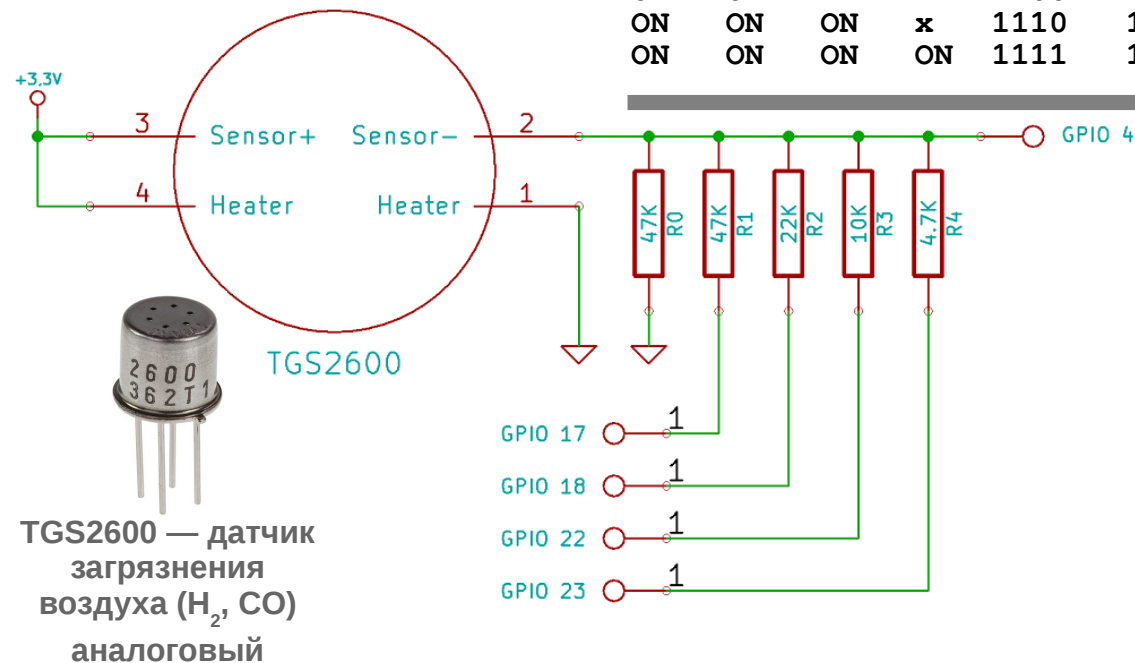 ON ON ON x 1110 1
ON ON ON ON 1111 1
+3,3V
3 Sensor+ Sensor− 2
GPIO 4
4 Heater Heater 1
47K R0 47K R1 22K R2 10K R3 4.7K R4
TGS2600
2600
362T1
GPIO 17 1
GPIO 18 1
GPIO 22 1
GPIO 23 1
TGS2600 — датчик
загрязнения
воздуха (H2, CO)
аналоговый